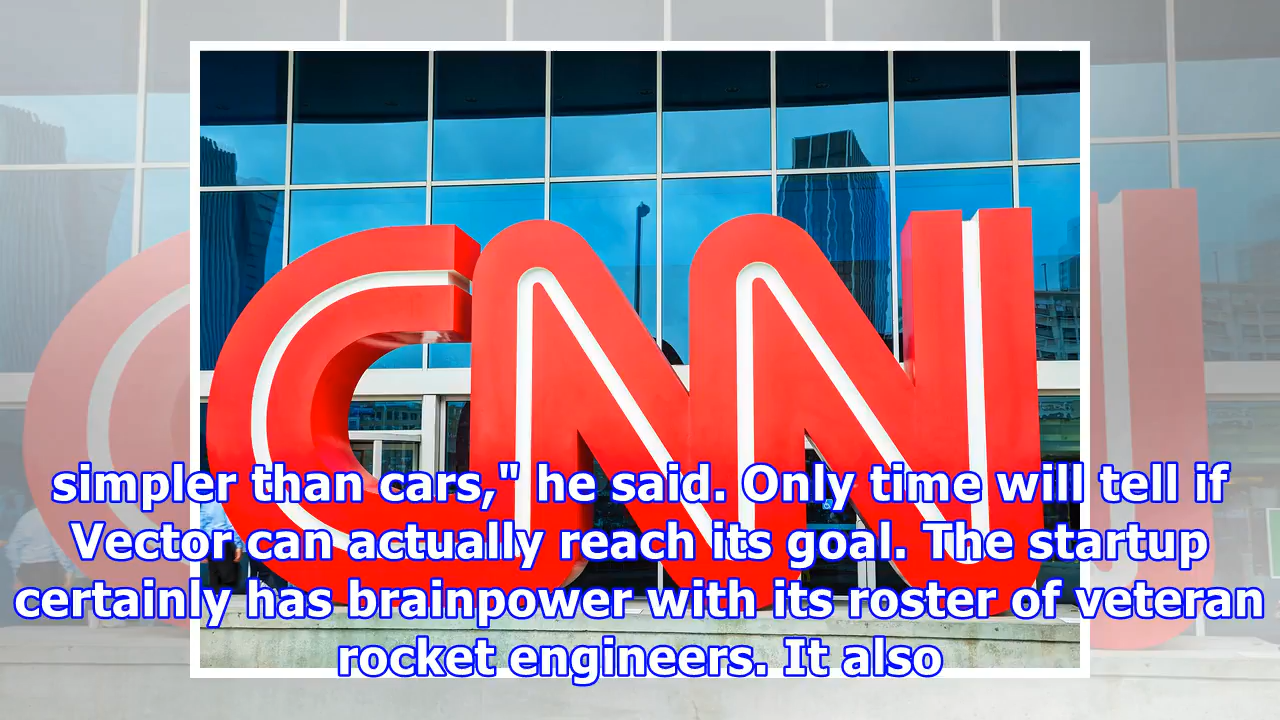 CNN
simpler than cars," he said. Only time will tell if
Vector can actually reach its goal. The startup
certainly has brainpower with its roster of veteran
rocket engineers. It also